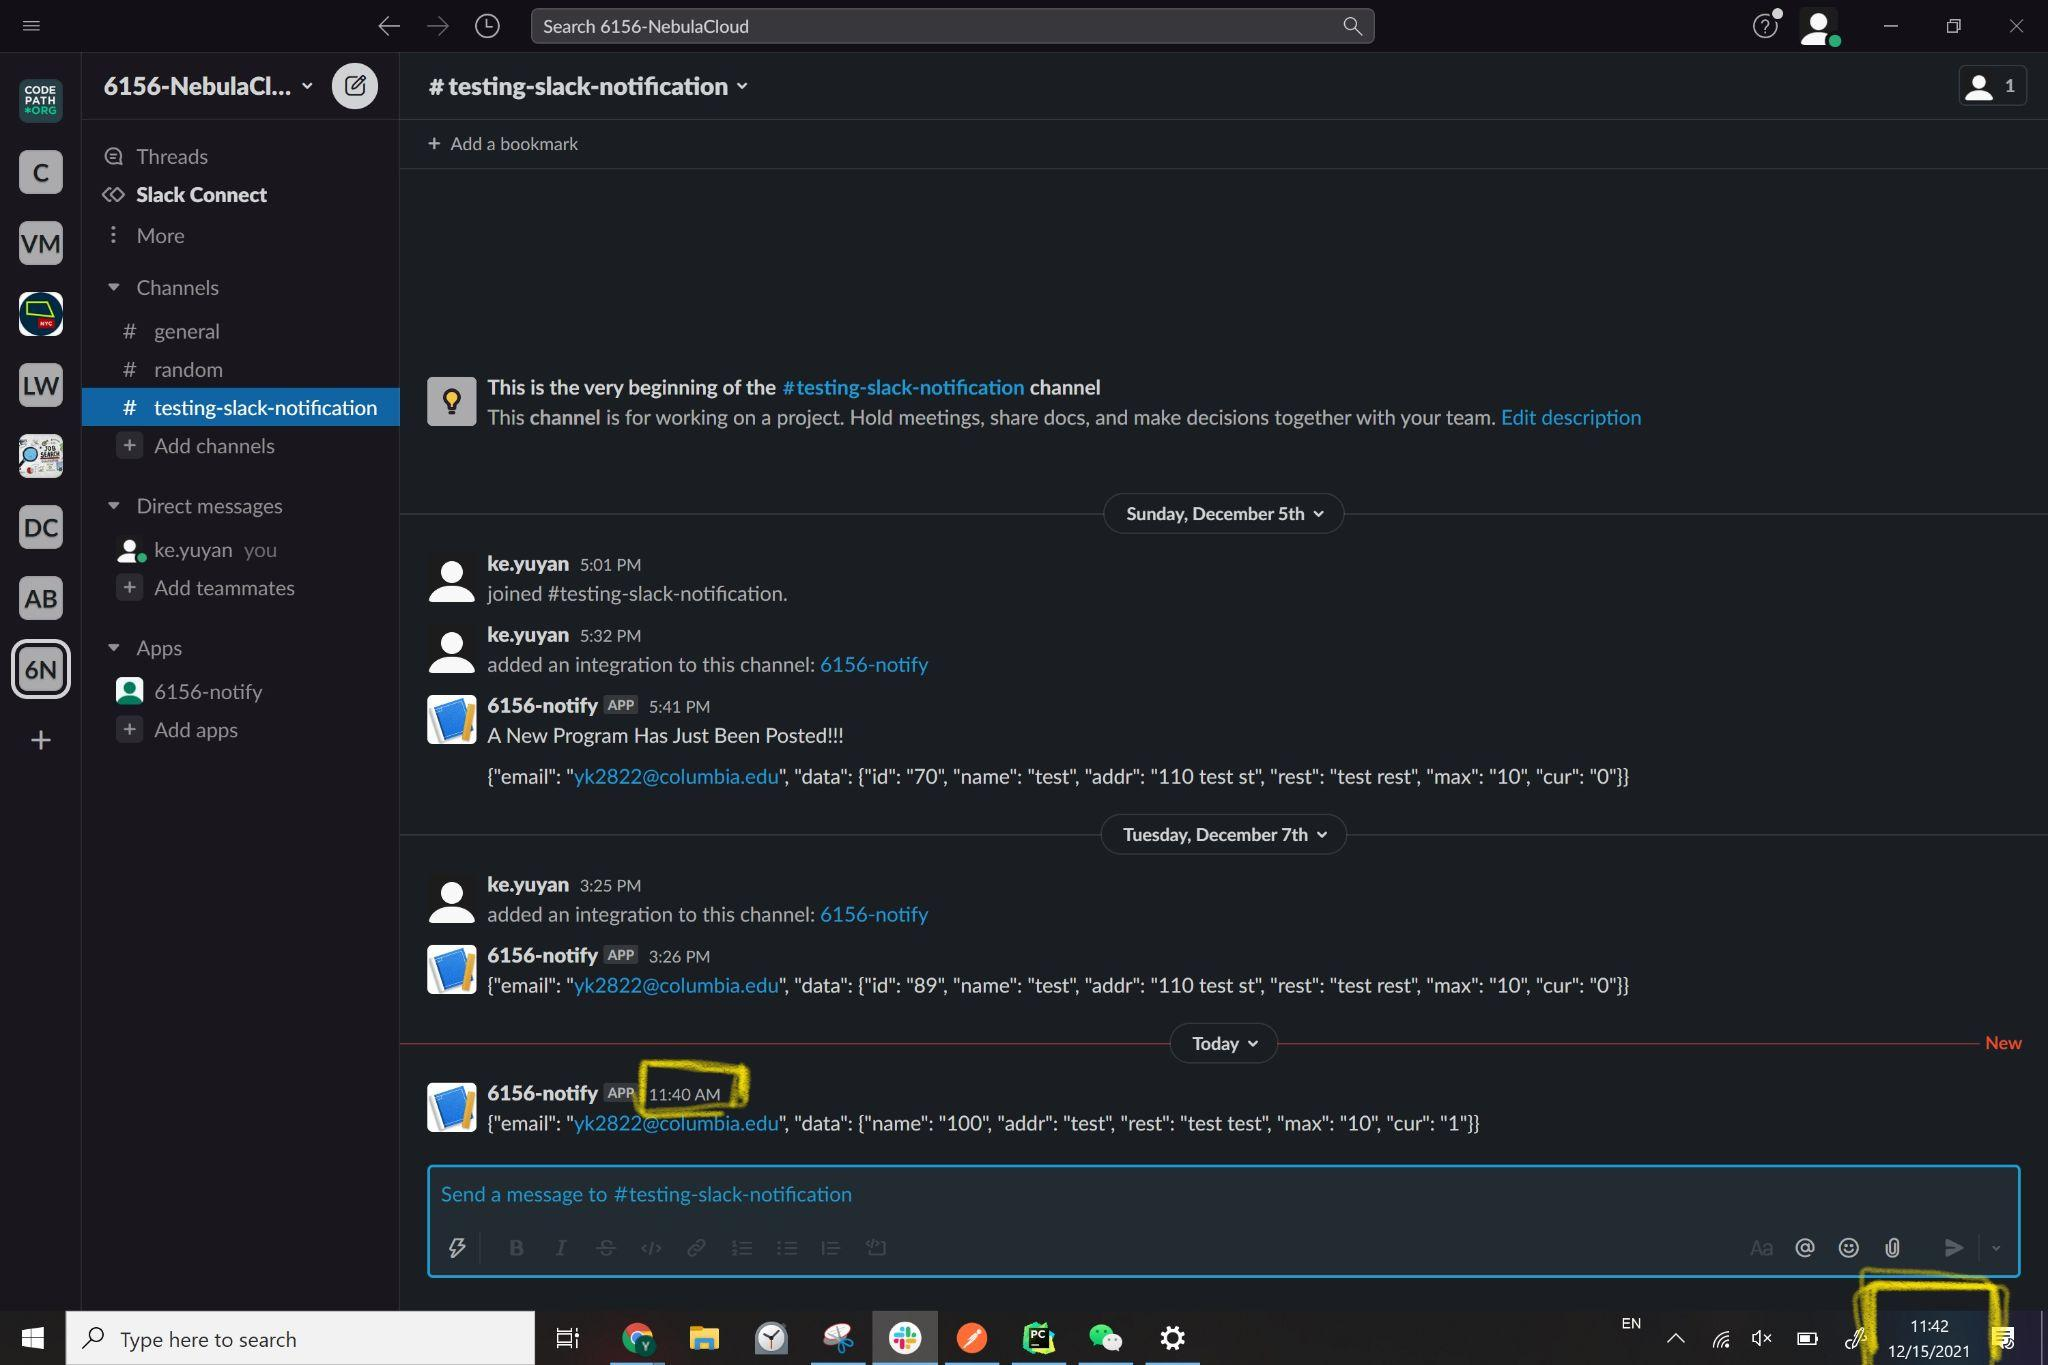 Search 6156-NebulaCloud
CODE
PATH
*ORG
6156-NebulaCl...
# testing-slack-notification
1
C
+ Add a bookmark
Threads
Slack Connect
VM
More
NYC
Channels
# general
# random
LW
# testing-slack-notification
+ Add channels
This is the very beginning of the #testing-slack-notification channel
This channel is for working on a project. Hold meetings, share docs, and make decisions together with your team. Edit description
JOB
SEARCH
Direct messages
DC
ke.yuyan you
+ Add teammates
AB
Apps
6N
6156-notify
+ Add apps
Sunday, December 5th
ke.yuyan 5:01 PM
joined #testing-slack-notification.
ke.yuyan 5:32 PM
added an integration to this channel: 6156-notify
6156-notify APP 5:41 PM
A New Program Has Just Been Posted!!!
{"email": "yk2822@columbia.edu", "data": {"id": "70", "name": "test", "addr": "110 test st", "rest": "test rest", "max": "10", "cur": "0"}}
Tuesday, December 7th
ke.yuyan 3:25 PM
added an integration to this channel: 6156-notify
6156-notify APP 3:26 PM
{"email": "yk2822@columbia.edu", "data": {"id": "89", "name": "test", "addr": "110 test st", "rest": "test rest", "max": "10", "cur": "0"}}
Today
New
6156-notify APP 11:40 AM
{"email": "yk2822@columbia.edu", "data": {"name": "100", "addr": "test", "rest": "test test", "max": "10", "cur": "1"}}
Send a message to #testing-slack-notification
B I S </> Aa @
Type here to search
Y
PC
EN
11:42
12/15/2021